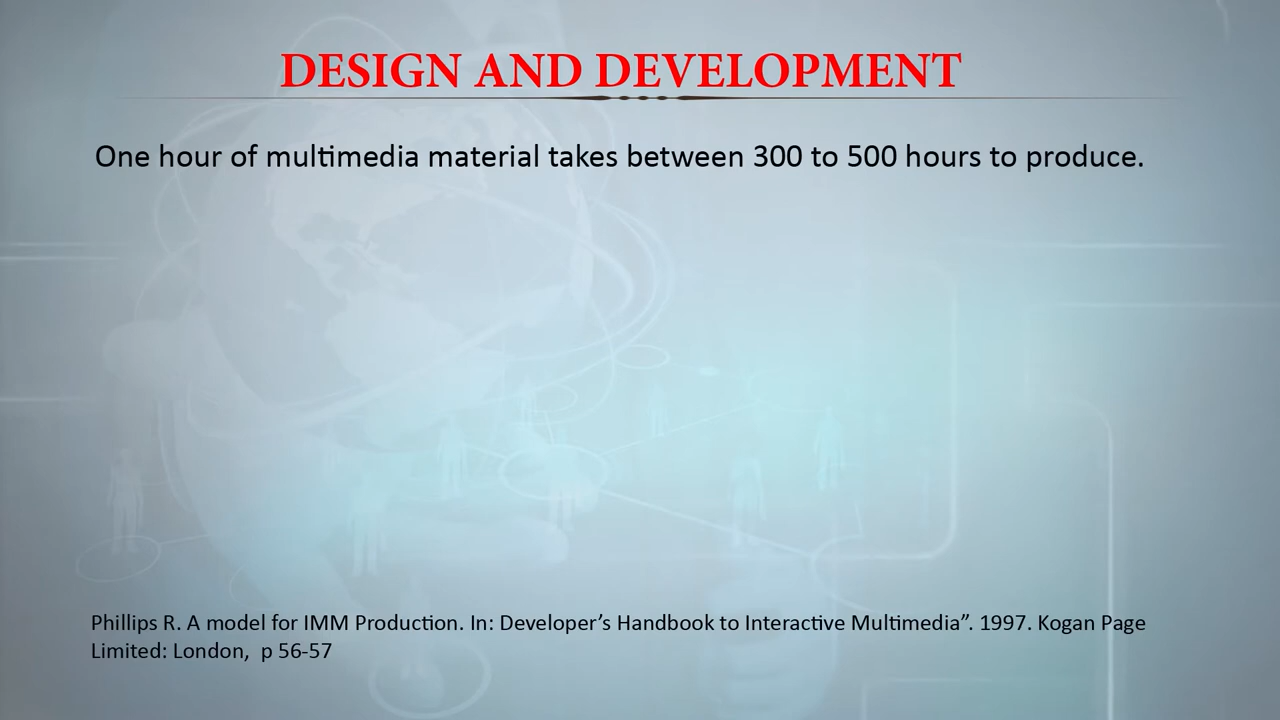 DESIGN AND DEVELOPMENT
One hour of multimedia material takes between 300 to 500 hours to produce.
Phillips R. A model for IMM Production. In: Developer’s Handbook to Interactive Multimedia”. 1997. Kogan Page
Limited: London,  p 56-57